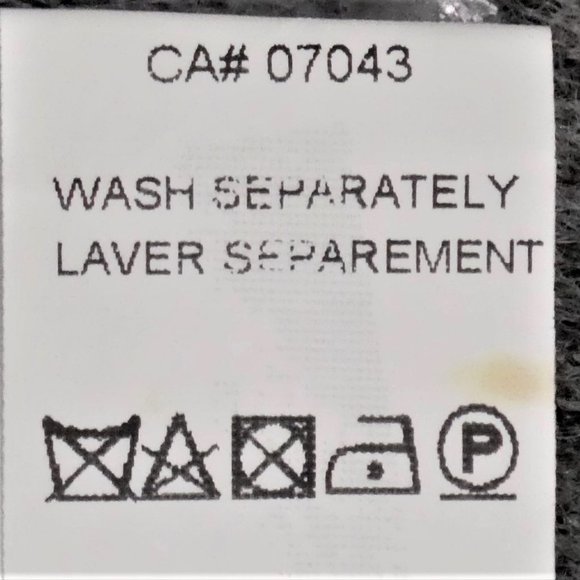 CA# 07043
WASH SEPARATELY
LAVER SEPAREMENT
P